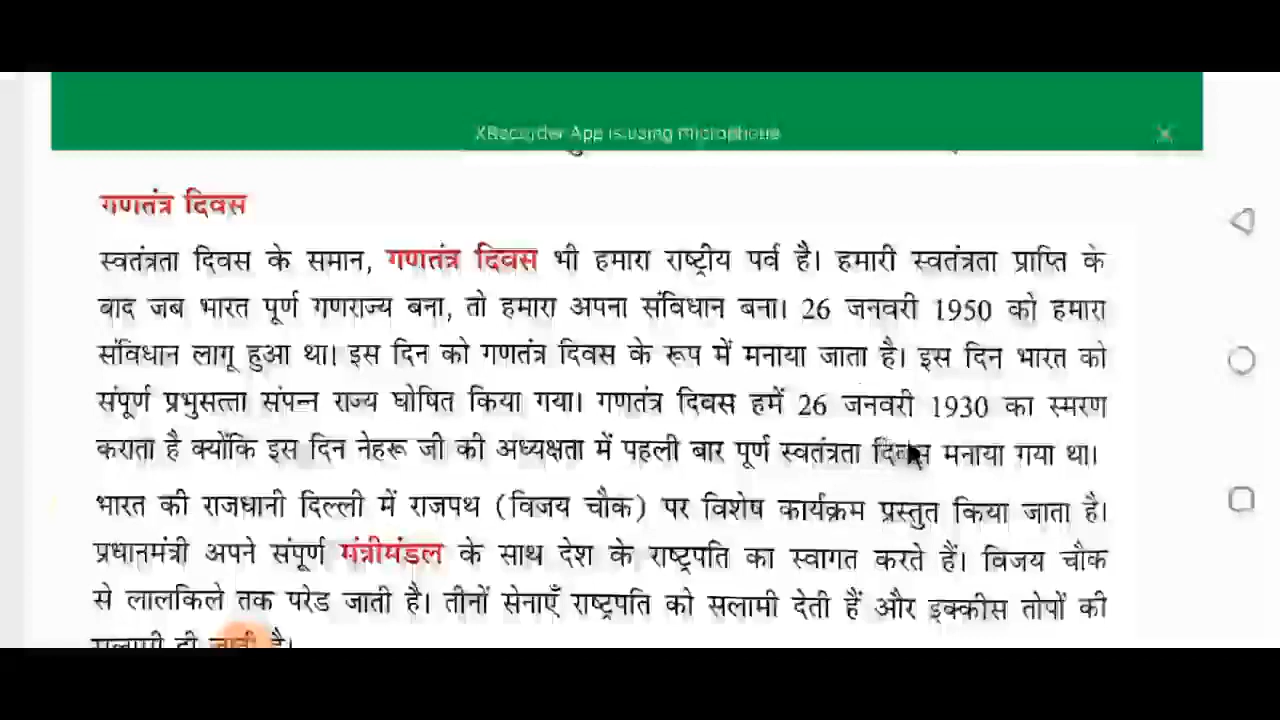 XRecorder App is using microphone
गणतंत्र दिवस
स्वतंत्रता दिवस के समान, गणतंत्र दिवस भी हमारा राष्ट्रीय पर्व है। हमारी स्वतंत्रता प्राप्ति के
बाद जब भारत पूर्ण गणराज्य बना, तो हमारा अपना संविधान बना। 26 जनवरी 1950 को हमारा
संविधान लागू हुआ था। इस दिन को गणतंत्र दिवस के रूप में मनाया जाता है। इस दिन भारत को
संपूर्ण प्रभुसत्ता संपन्न राज्य घोषित किया गया। गणतंत्र दिवस हमें 26 जनवरी 1930 का स्मरण
कराता है क्योंकि इस दिन नेहरू जी की अध्यक्षता में पहली बार पूर्ण स्वतंत्रता दिवस मनाया गया था।
भारत की राजधानी दिल्ली में राजपथ (विजय चौक) पर विशेष कार्यक्रम प्रस्तुत किया जाता है।
प्रधानमंत्री अपने संपूर्ण मंत्रीमंडल के साथ देश के राष्ट्रपति का स्वागत करते हैं। विजय चौक
से लालकिले तक परेड जाती है। तीनों सेनाएँ राष्ट्रपति को सलामी देती हैं और इक्कीस तोपों की
सलामी दी जाती है।